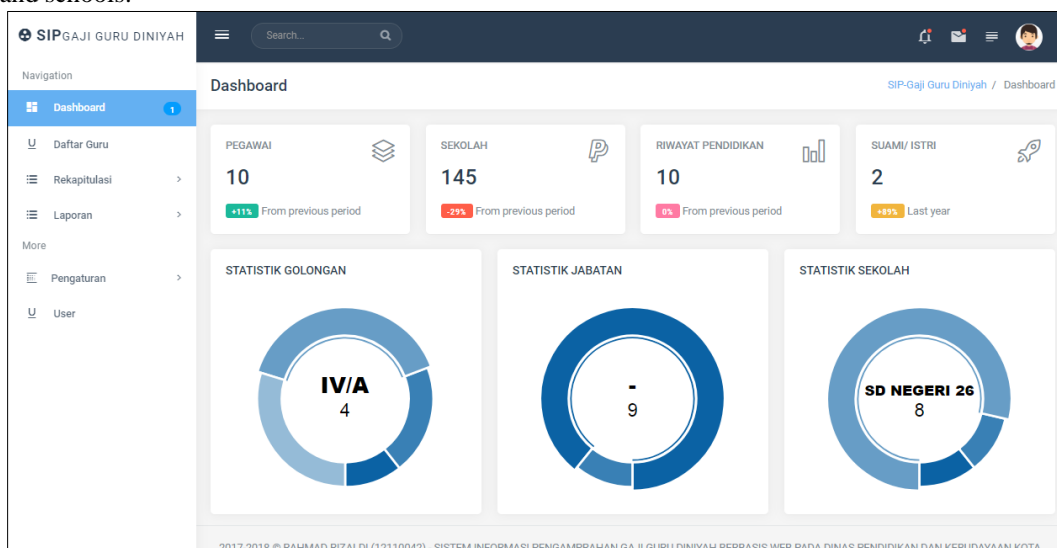 and schools.
SIPGAJI GURU DINIYAH
Search...
Navigation
Dashboard
SIP-Gaji Guru Diniyah / Dashboard
Dashboard 1
Daftar Guru
Rekapitulasi
Laporan
More
Pengaturan
User
PEGAWAI
10
+11% From previous period
SEKOLAH
145
-29% From previous period
RIWAYAT PENDIDIKAN
10
0% From previous period
SUAMI/ ISTRI
2
+89% Last year
STATISTIK GOLONGAN
IV/A
4
STATISTIK JABATAN
-
9
STATISTIK SEKOLAH
SD NEGERI 26
8
2017-2018 © RAHMAD RIZALDI (12110042) - SISTEM INFORMASI PENGAMPRAHAN GAJI GURU DINIYAH BERBASIS WEB PADA DINAS PENDIDIKAN DAN KEBUDAYAAN KOTA